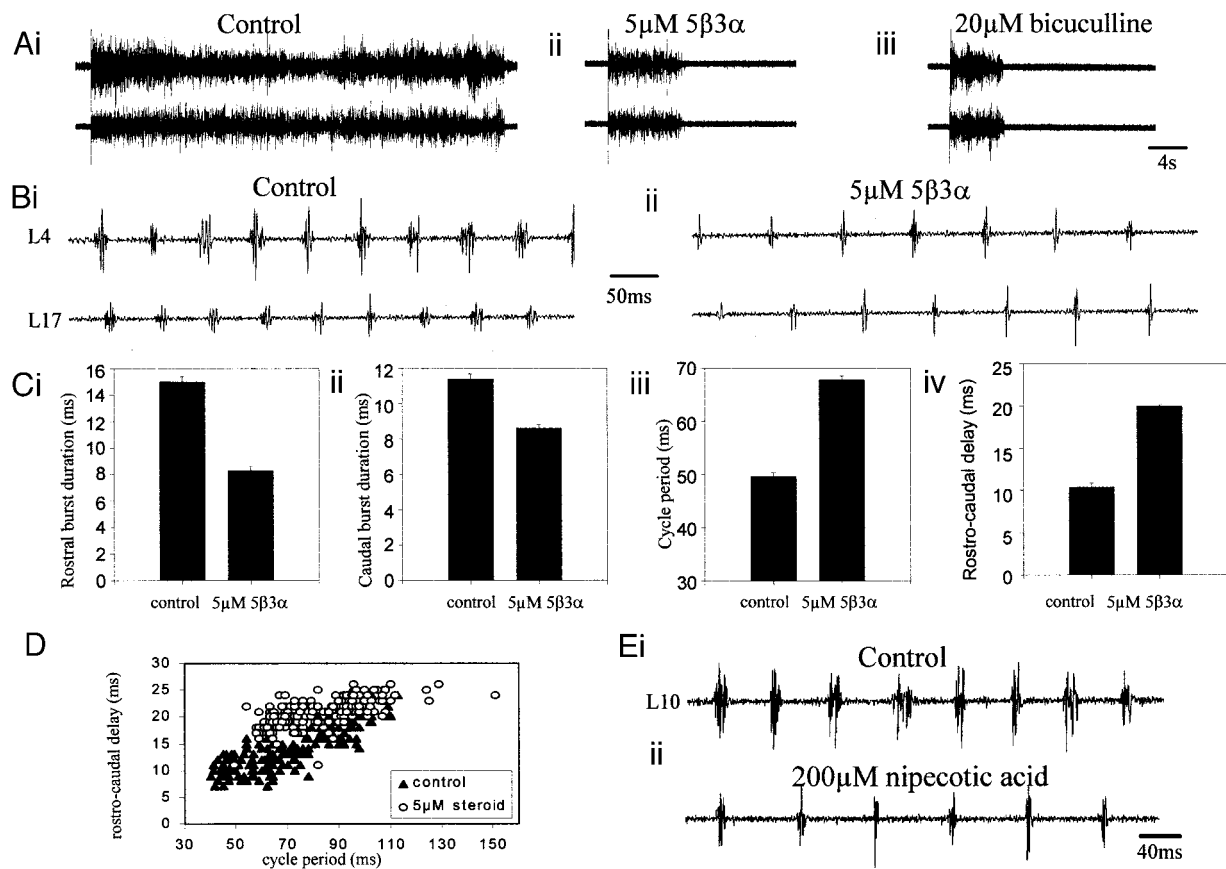 Ai
Control
ii
5μM 5β3α
iii
20μM bicuculline
4s
Bi
Control
ii
5μM 5β3α
L4
L17
50ms
Ci
Rostral burst duration (ms)
16
14
12
10
8
6
4
2
0
control 5μM 5β3α
ii
Caudal burst duration (ms)
12
10
8
6
4
2
0
control 5μM 5β3α
iii
Cycle period (ms)
70
60
50
40
30
control 5μM 5β3α
iv
Rostro-caudal delay (ms)
25
20
15
10
5
0
control 5μM 5β3α
D
rostro-caudal delay (ms)
30
25
20
15
10
5
0
30 50 70 90 110 130 150
cycle period (ms)
control
5μM steroid
Ei
Control
L10
ii
200μM nipecotic acid
40ms